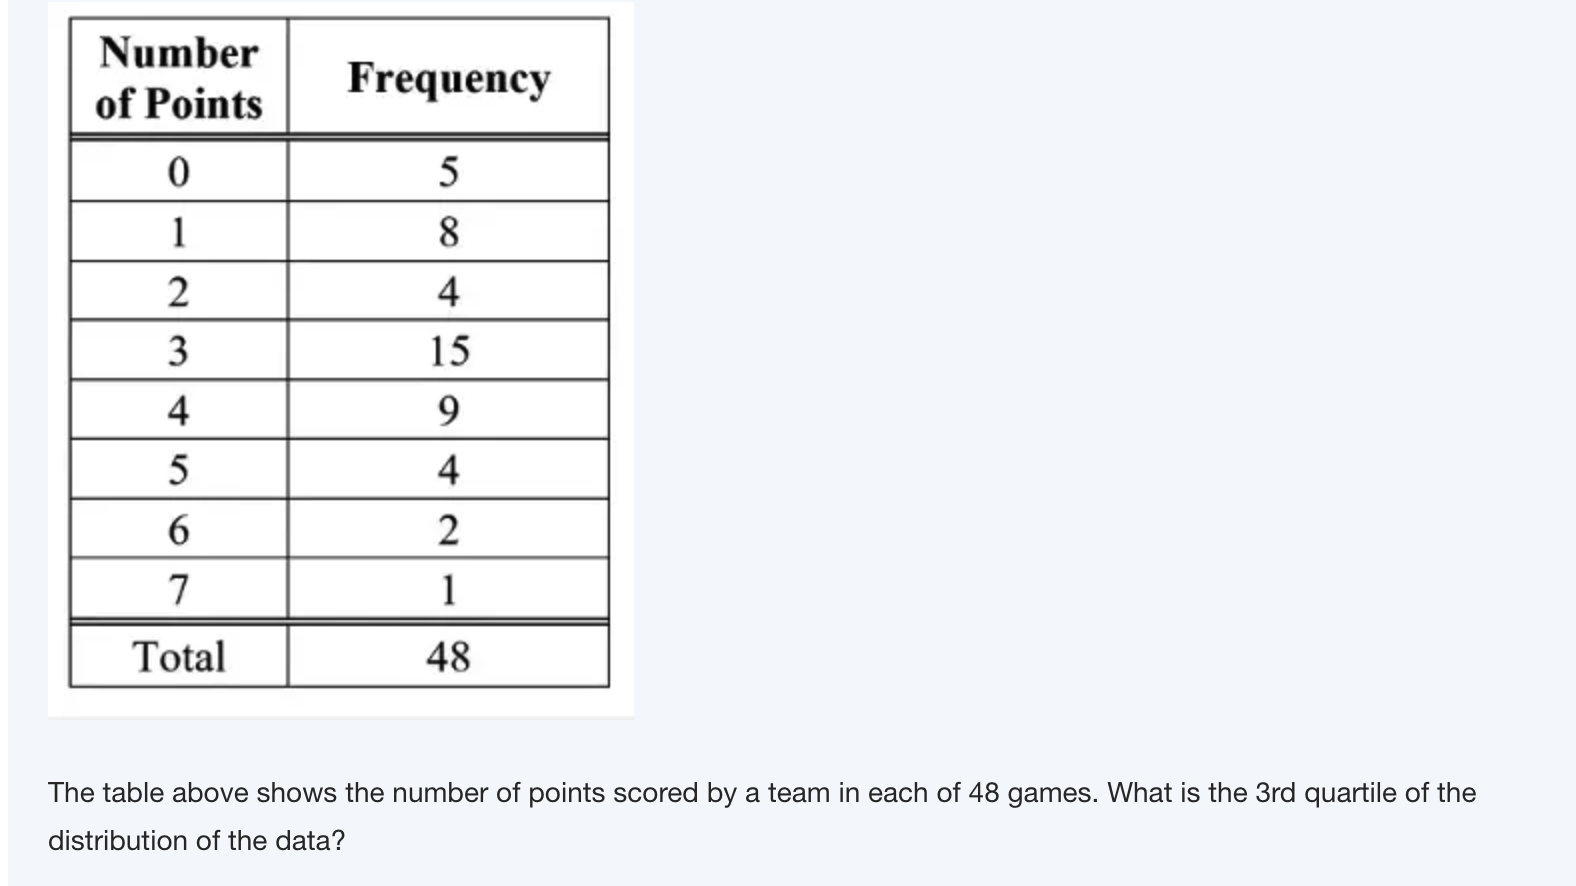 Number of Points Frequency
0 5
1 8
2 4
3 15
4 9
5 4
6 2
7 1
Total 48
The table above shows the number of points scored by a team in each of 48 games. What is the 3rd quartile of the
distribution of the data?